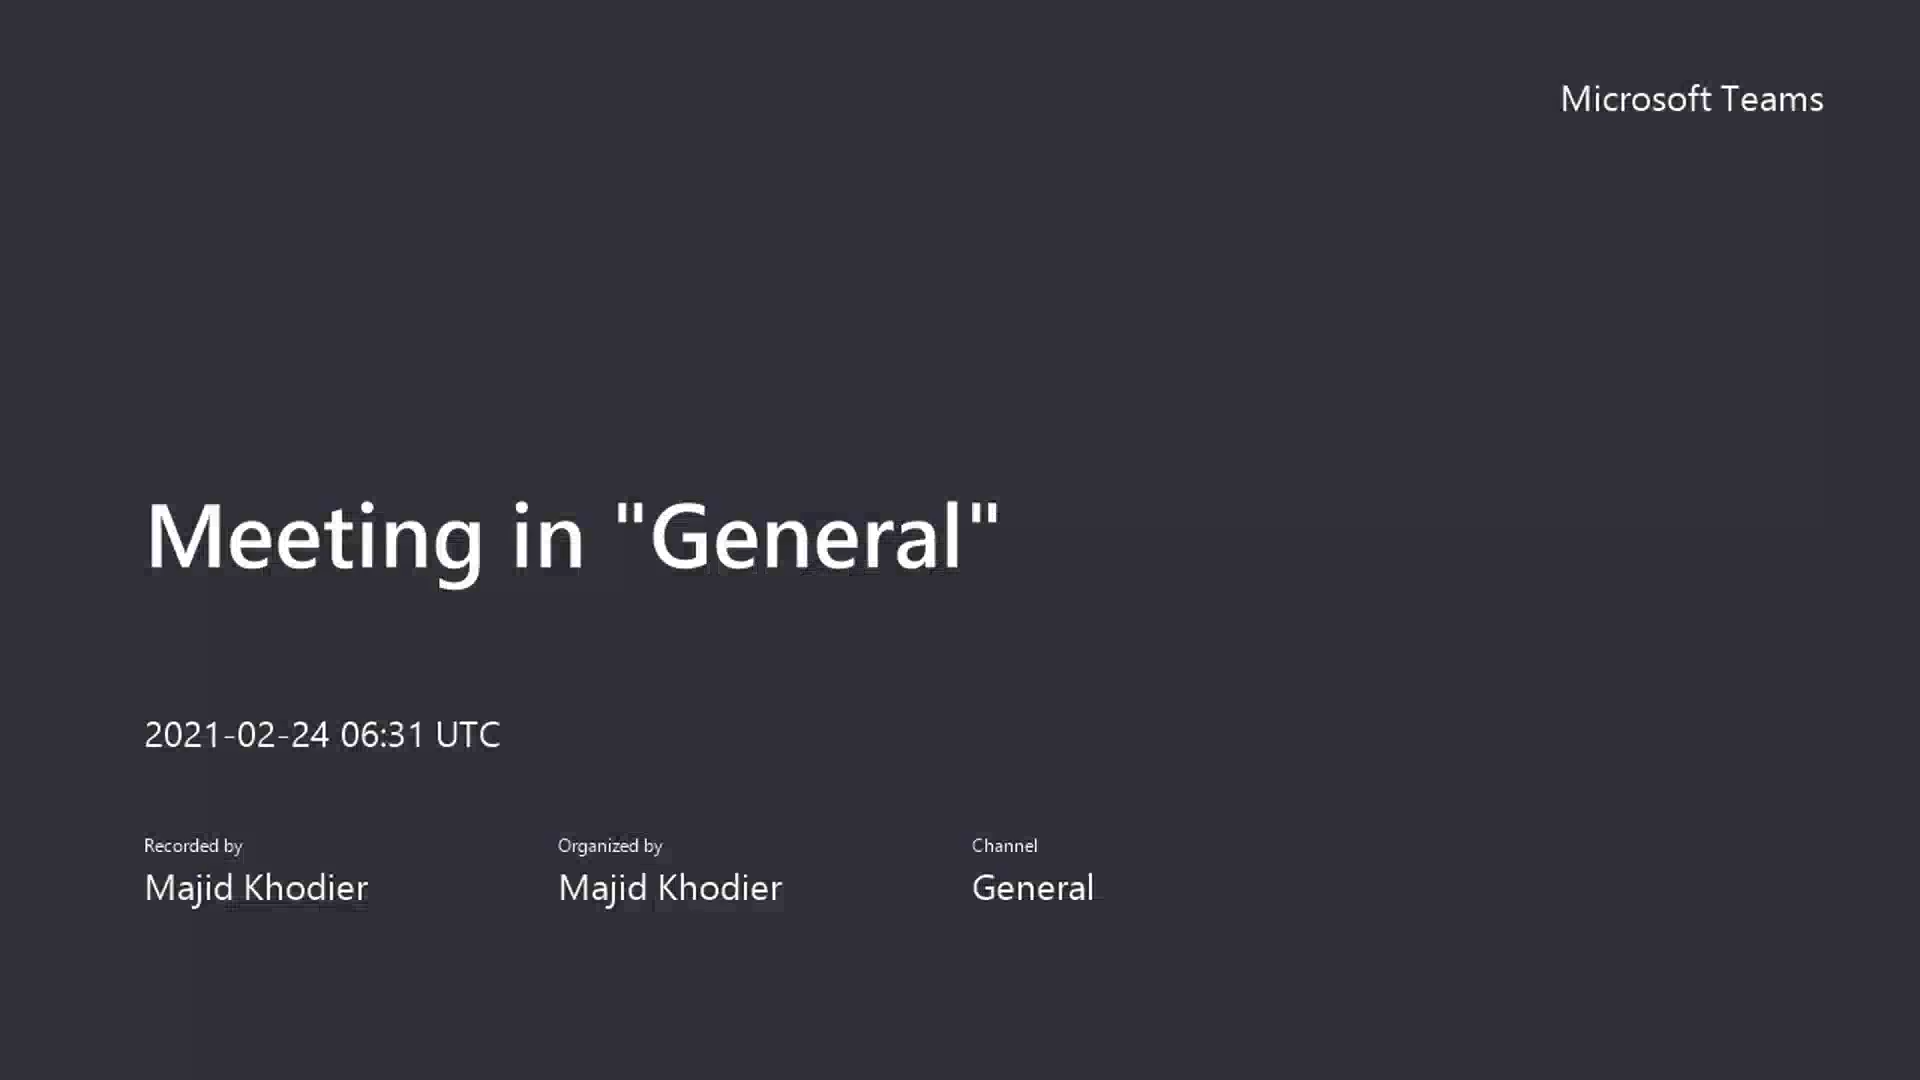 Microsoft Teams
Meeting in "General"
2021-02-24 06:31 UTC
Recorded by
Majid Khodier
Organized by
Majid Khodier
Channel
General